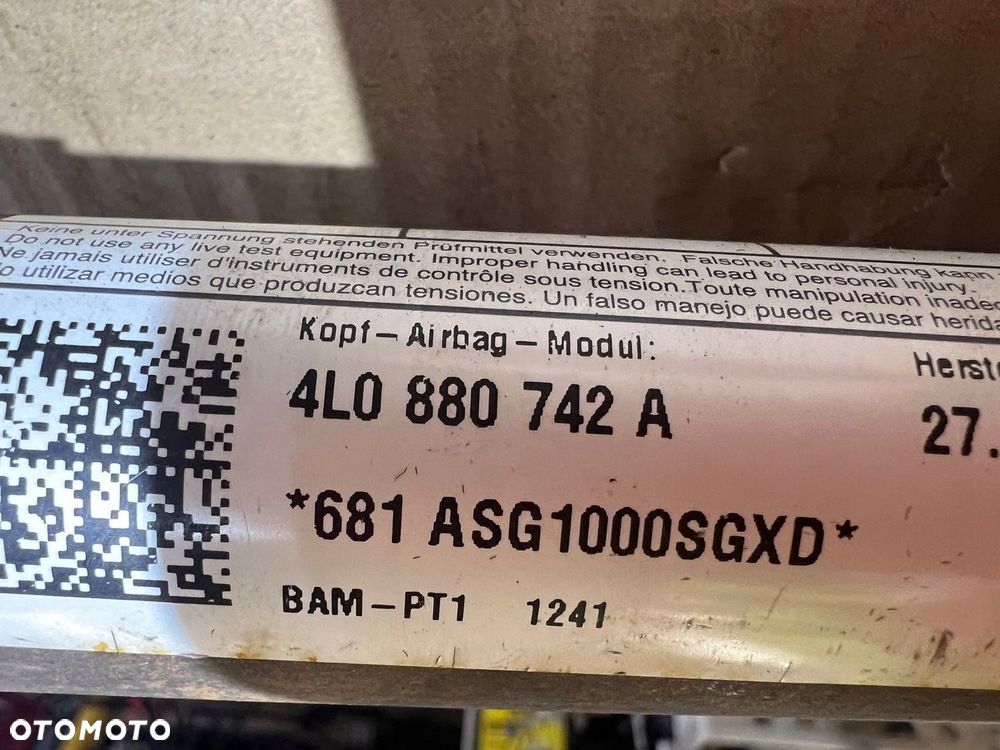 Keine unter Spannung stehenden Prüfmittel verwenden. Falsche Handhabung kann
Do not use any live test equipment. Improper handling can lead to personal injury.
Ne jamais utiliser d'instruments de contrôle sous tension.Toute manipulation inadec
lo utilizar medios que produzcan tensiones. Un falso manejo puede causar herida
Kopf-Airbag-Modul:
Herste
4L0 880 742 A
27.
*681 ASG1000SGXD*
BAM-PT1 1241
OTOMOTO